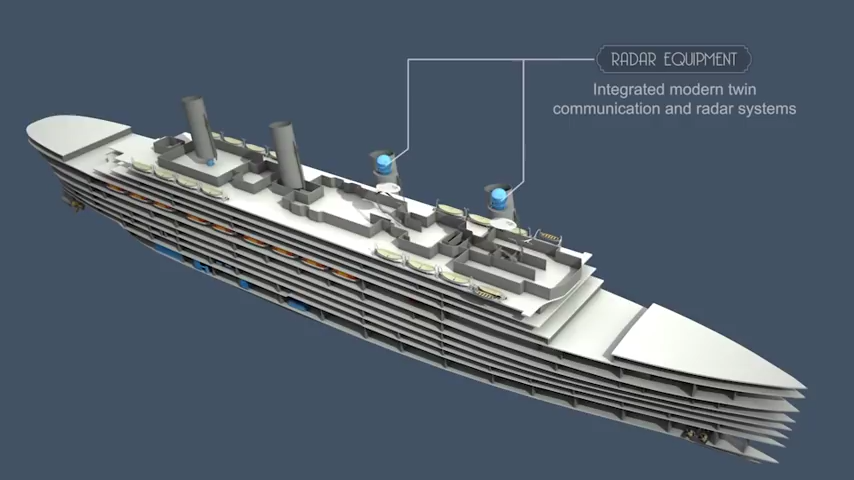 RADAR EQUIPMENT
Integrated modern twin
communication and radar systems